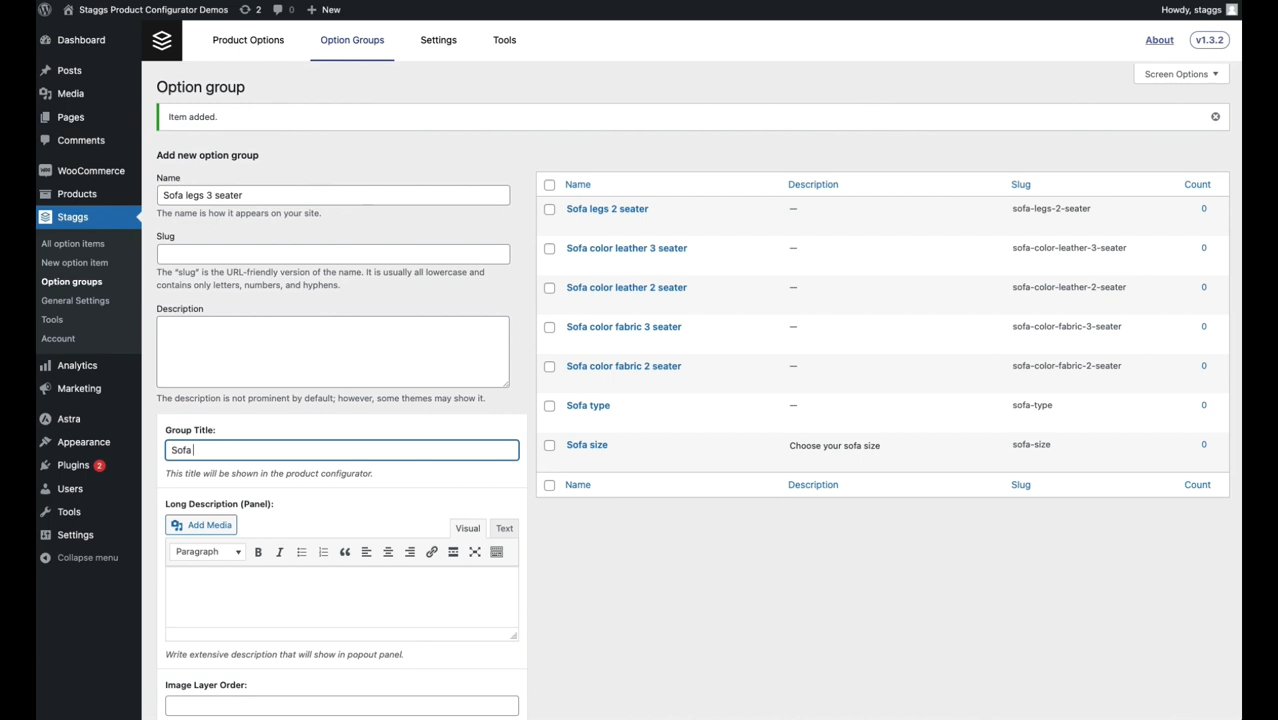 Staggs Product Configurator Demos
2
0
New
Howdy, staggs
Dashboard
Posts
Media
Pages
Comments
WooCommerce
Products
Staggs
All option items
New option item
Option groups
General Settings
Tools
Account
Analytics
Marketing
Astra
Appearance
Plugins 2
Users
Tools
Settings
Collapse menu
Product Options
Option Groups
Settings
Tools
About
v1.3.2
Screen Options ▼
Option group
Item added.
Add new option group
Name
Sofa legs 3 seater
The name is how it appears on your site.
Slug
The “slug” is the URL-friendly version of the name. It is usually all lowercase and
contains only letters, numbers, and hyphens.
Description
The description is not prominent by default; however, some themes may show it.
Group Title:
Sofa
This title will be shown in the product configurator.
Long Description (Panel):
Add Media
Visual
Text
Paragraph
B
I
Write extensive description that will show in popout panel.
Image Layer Order:
Name Description Slug Count
Sofa legs 2 seater — sofa-legs-2-seater 0
Sofa color leather 3 seater — sofa-color-leather-3-seater 0
Sofa color leather 2 seater — sofa-color-leather-2-seater 0
Sofa color fabric 3 seater — sofa-color-fabric-3-seater 0
Sofa color fabric 2 seater — sofa-color-fabric-2-seater 0
Sofa type — sofa-type 0
Sofa size Choose your sofa size sofa-size 0
Name Description Slug Count